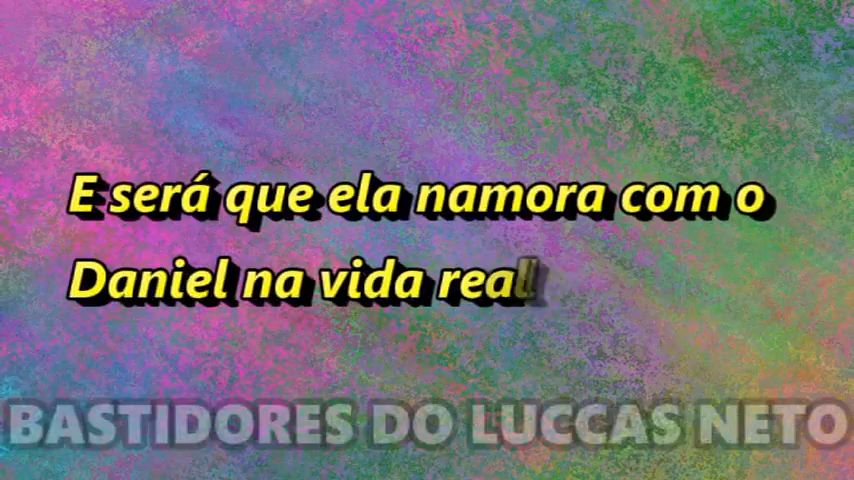 E será que ela namora com o
Daniel na vida real
BASTIDORES DO LUCCAS NETO